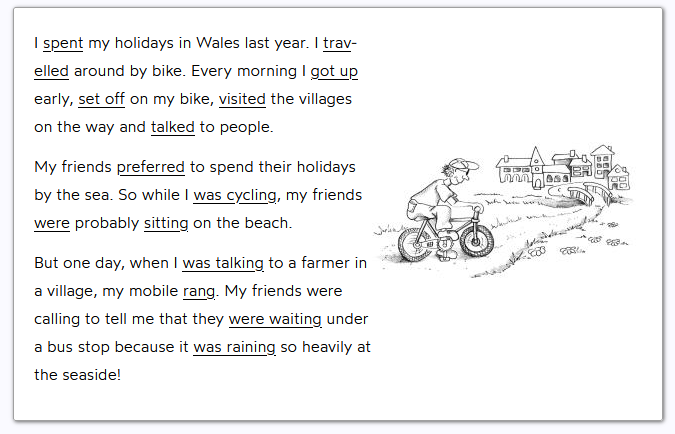 I spent my holidays in Wales last year. I trav-
elled around by bike. Every morning I got up
early, set off on my bike, visited the villages
on the way and talked to people.
My friends preferred to spend their holidays
by the sea. So while I was cycling, my friends
were probably sitting on the beach.
But one day, when I was talking to a farmer in
a village, my mobile rang. My friends were
calling to tell me that they were waiting under
a bus stop because it was raining so heavily at
the seaside!